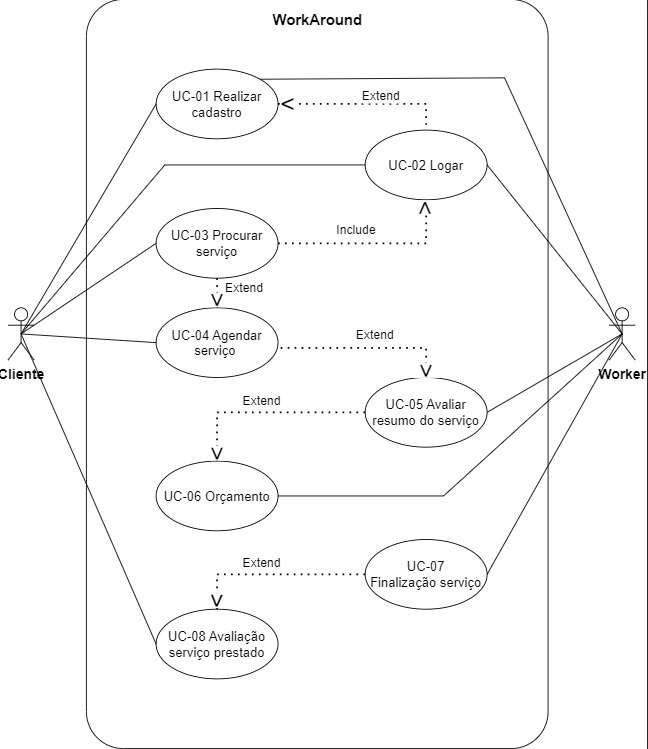 WorkAround
UC-01 Realizar
cadastro
Extend
UC-02 Logar
UC-03 Procurar
serviço
Include
Extend
UC-04 Agendar
serviço
Extend
Cliente
Worker
UC-05 Avaliar
resumo do serviço
Extend
UC-06 Orçamento
UC-07
Finalização serviço
Extend
UC-08 Avaliação
serviço prestado